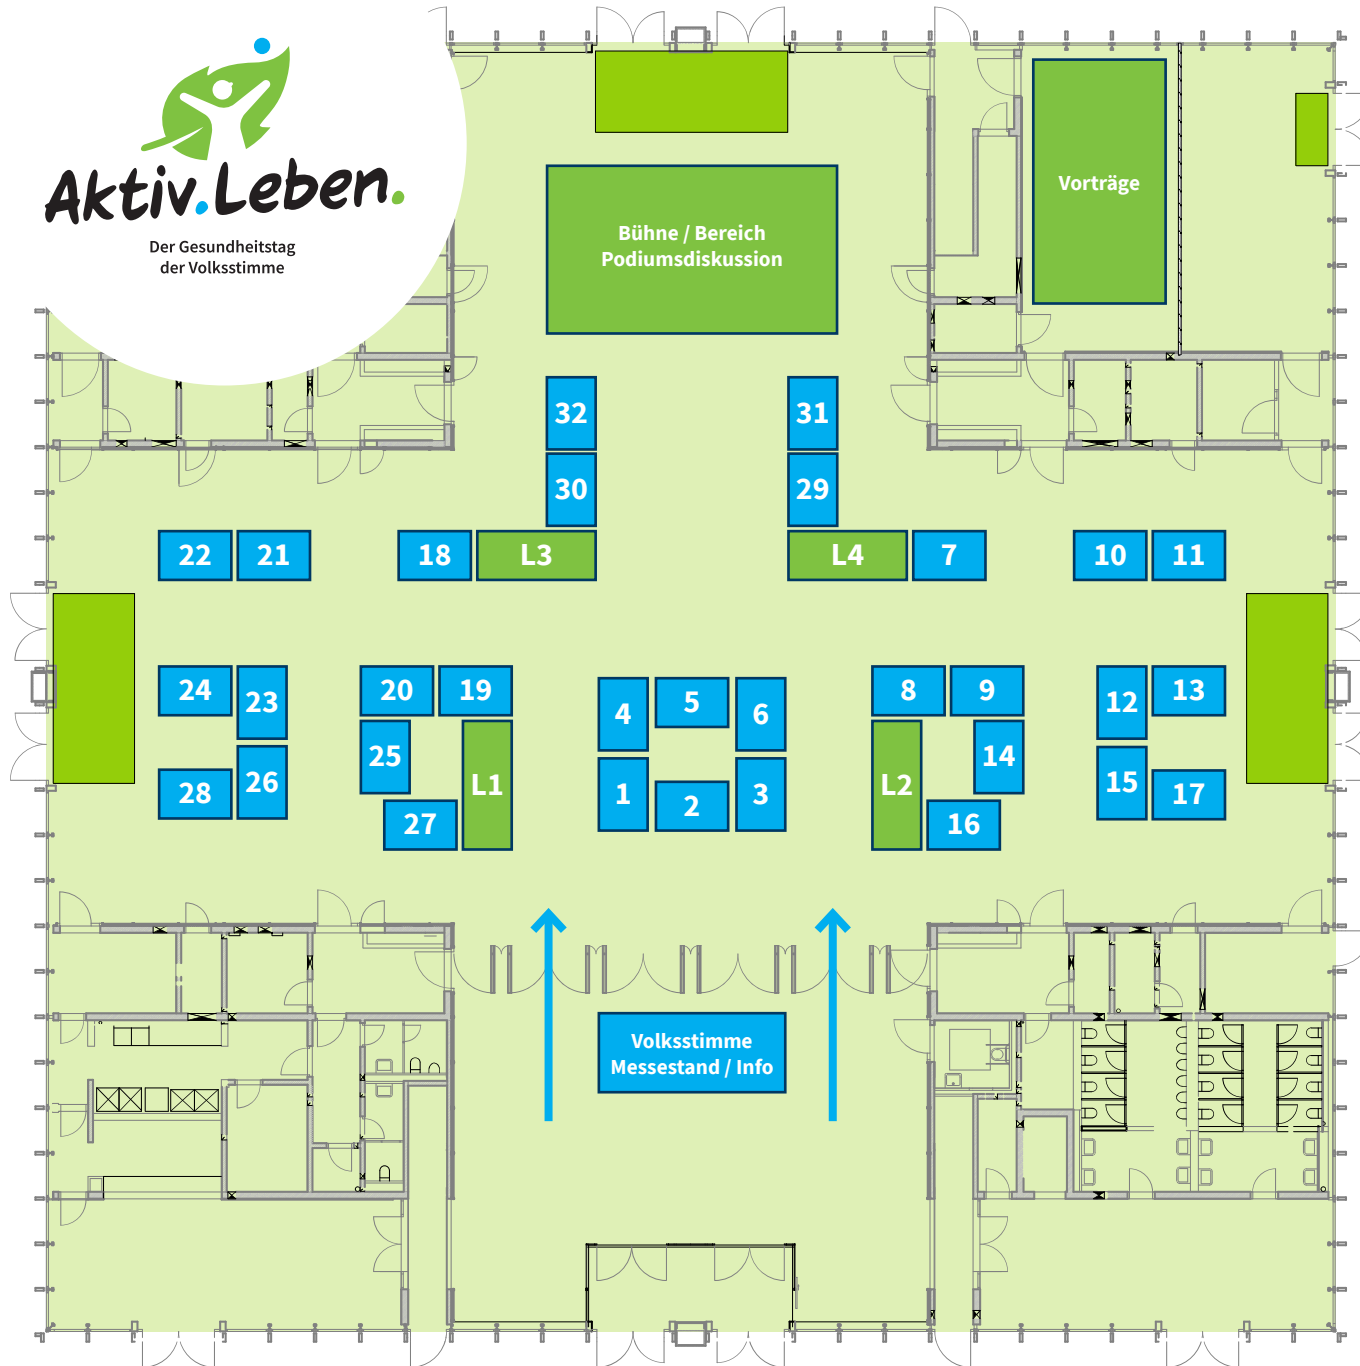 Aktiv.Leben.
Der Gesundheitstag
der Volksstimme
Vorträge
Bühne / Bereich
Podiumsdiskussion
32
31
30
29
22
21
18
L3
L4
7
10
11
24
23
20
19
4
5
6
8
9
12
13
25
L1
L2
14
28
26
27
1
2
3
16
15
17
Volksstimme
Messestand / Info